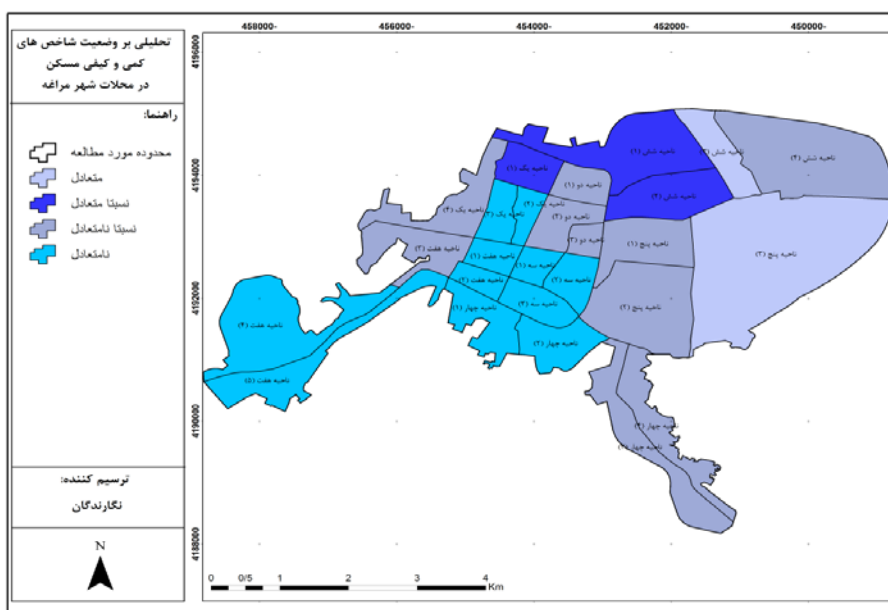 تحلیلی بر وضعیت شاخص های
کمی و کیفی مسکن
در محلات شهر مراغه
راهنما:
محدوده مورد مطالعه
متعادل
نسبتا متعادل
نسبتا نامتعادل
نامتعادل
ترسیم کننده:
نگارندگان
N
458000-
456000-
454000-
452000-
450000-
4196000
4194000
4192000
4190000
4188000
ناحیه شش (۱)
ناحیه شش (۳)
ناحیه شش (۴)
ناحیه یک (۱)
ناحیه دو (۱)
ناحیه شش (۲)
ناحیه یک (۲)
ناحیه یک (۴)
ناحیه یک (۳)
ناحیه دو (۲)
ناحیه دو (۳)
ناحیه پنج (۱)
ناحیه پنج (۳)
ناحیه هفت (۳)
ناحیه هفت (۱)
ناحیه سه (۱)
ناحیه هفت (۲)
ناحیه سه (۲)
ناحیه سه (۳)
ناحیه پنج (۲)
ناحیه چهار (۱)
ناحیه هفت (۴)
ناحیه چهار (۲)
ناحیه هفت (۵)
ناحیه چهار (۴)
ناحیه چهار (۳)
0 0/5 1 2 3 4
Km